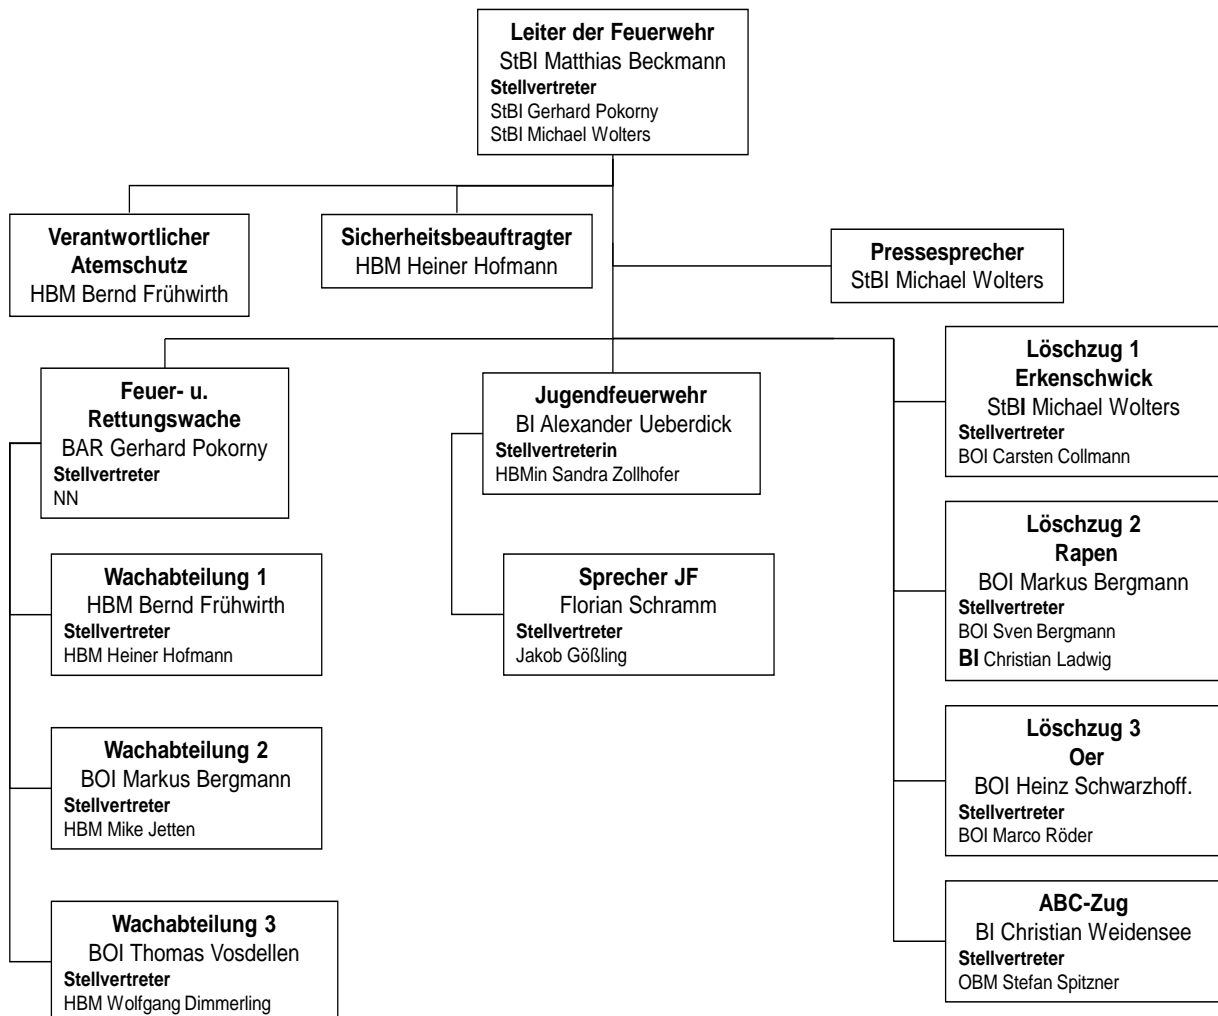 Leiter der Feuerwehr
StBI Matthias Beckmann
Stellvertreter
StBI Gerhard Pokorny
StBI Michael Wolters
Verantwortlicher
Atemschutz
HBM Bernd Frühwirth
Sicherheitsbeauftragter
HBM Heiner Hofmann
Pressesprecher
StBI Michael Wolters
Feuer- u.
Rettungswache
BAR Gerhard Pokorny
Stellvertreter
NN
Wachabteilung 1
HBM Bernd Frühwirth
Stellvertreter
HBM Heiner Hofmann
Wachabteilung 2
BOI Markus Bergmann
Stellvertreter
HBM Mike Jetten
Wachabteilung 3
BOI Thomas Vosdellen
Stellvertreter
HBM Wolfgang Dimmerling
Jugendfeuerwehr
BI Alexander Ueberdick
Stellvertreterin
HBMin Sandra Zollhofer
Sprecher JF
Florian Schramm
Stellvertreter
Jakob Gößling
Löschzug 1
Erkenschwick
StBI Michael Wolters
Stellvertreter
BOI Carsten Collmann
Löschzug 2
Rapen
BOI Markus Bergmann
Stellvertreter
BOI Sven Bergmann
BI Christian Ladwig
Löschzug 3
Oer
BOI Heinz Schwarzhoff.
Stellvertreter
BOI Marco Röder
ABC-Zug
BI Christian Weidensee
Stellvertreter
OBM Stefan Spitzner